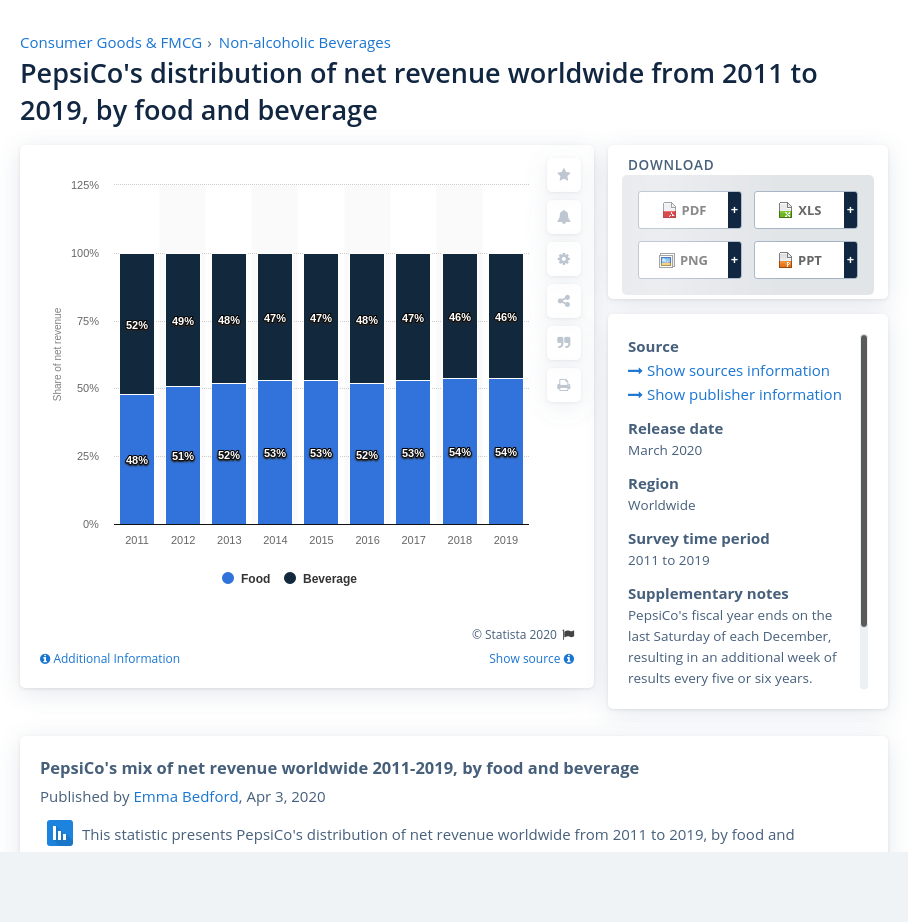 Consumer Goods & FMCG › Non-alcoholic Beverages
PepsiCo's distribution of net revenue worldwide from 2011 to
2019, by food and beverage
125%
100%
75%
50%
25%
0%
Share of net revenue
52% 49% 48% 47% 47% 48% 47% 46% 46%
48% 51% 52% 53% 53% 52% 53% 54% 54%
2011 2012 2013 2014 2015 2016 2017 2018 2019
Food Beverage
© Statista 2020
Additional Information
Show source
DOWNLOAD
PDF +
XLS +
PNG +
PPT +
Source
Show sources information
Show publisher information
Release date
March 2020
Region
Worldwide
Survey time period
2011 to 2019
Supplementary notes
PepsiCo's fiscal year ends on the
last Saturday of each December,
resulting in an additional week of
results every five or six years.
PepsiCo's mix of net revenue worldwide 2011-2019, by food and beverage
Published by Emma Bedford, Apr 3, 2020
This statistic presents PepsiCo's distribution of net revenue worldwide from 2011 to 2019, by food and